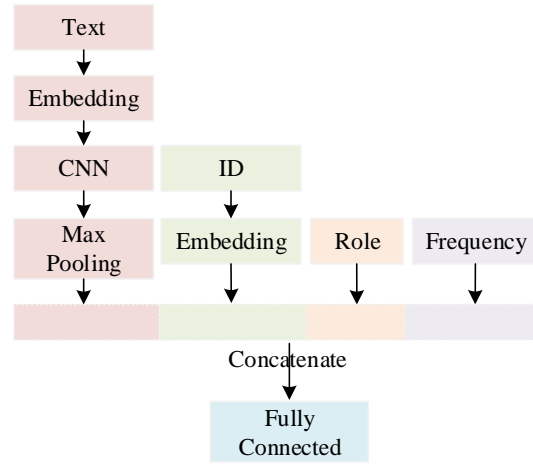 Text
Embedding
CNN
ID
Max
Pooling
Embedding
Role
Frequency
Concatenate
Fully
Connected